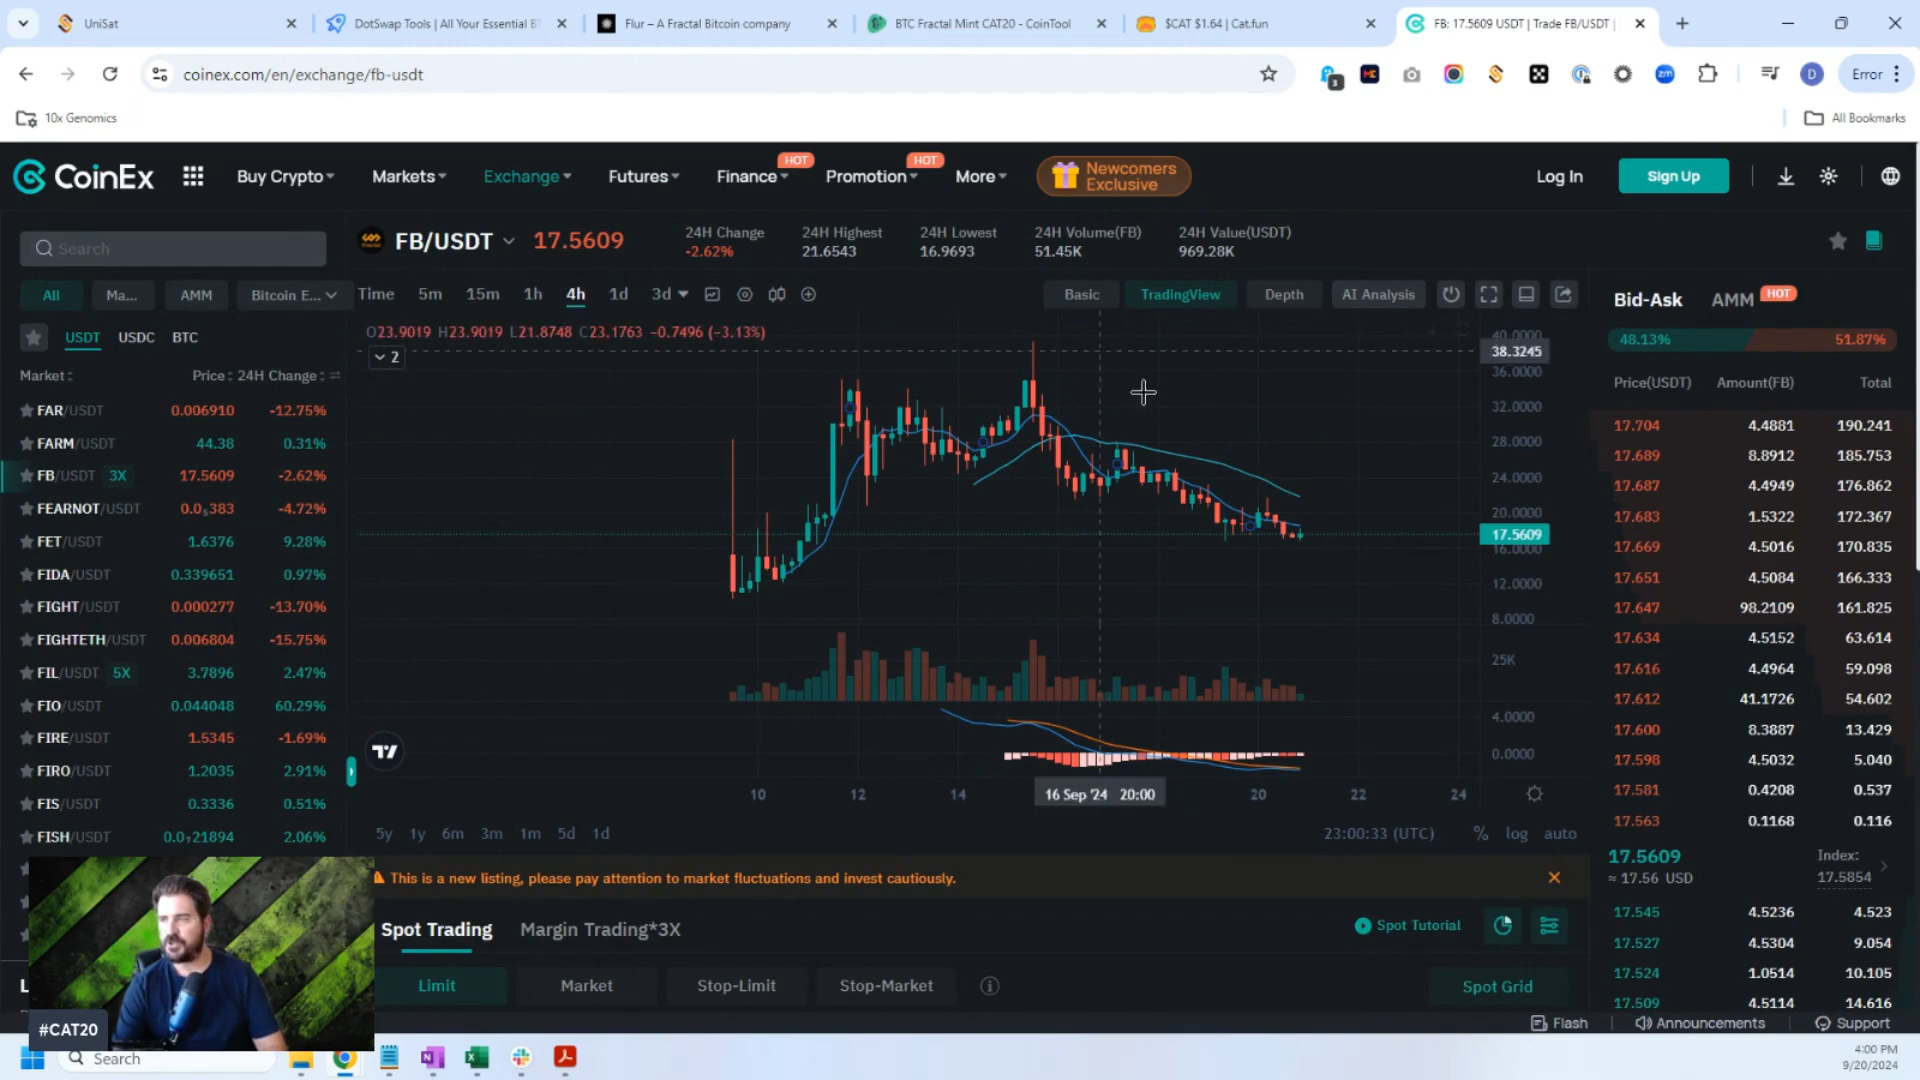 UniSat
DotSwap Tools | All Your Essential BT
Flur – A Fractal Bitcoin company
BTC Fractal Mint CAT20 - CoinTool
$CAT $1.64 | Cat.fun
FB: 17.5609 USDT | Trade FB/USDT |
coinex.com/en/exchange/fb-usdt
3
zm
D
Error
10x Genomics
All Bookmarks
CoinEx
Buy Crypto
Markets
Exchange
Futures
Finance
HOT
Promotion
HOT
More
Newcomers
Exclusive
Log In
Sign Up
Search
All
Ma...
AMM
Bitcoin E...
USDT
USDC
BTC
Market
Price
24H Change
FAR/USDT 0.006910 -12.75%
FARM/USDT 44.38 0.31%
FB/USDT 3X 17.5609 -2.62%
FEARNOT/USDT 0.0₅383 -4.72%
FET/USDT 1.6376 9.28%
FIDA/USDT 0.339651 0.97%
FIGHT/USDT 0.000277 -13.70%
FIGHTETH/USDT 0.006804 -15.75%
FIL/USDT 5X 3.7896 2.47%
FIO/USDT 0.044048 60.29%
FIRE/USDT 1.5345 -1.69%
FIRO/USDT 1.2035 2.91%
FIS/USDT 0.3336 0.51%
FISH/USDT 0.0₇21894 2.06%
FB/USDT
17.5609
24H Change
-2.62%
24H Highest
21.6543
24H Lowest
16.9693
24H Volume(FB)
51.45K
24H Value(USDT)
969.28K
Time 5m 15m 1h 4h 1d 3d
Basic
TradingView
Depth
AI Analysis
O23.9019 H23.9019 L21.8748 C23.1763 −0.7496 (−3.13%)
2
40.0000
38.3245
36.0000
32.0000
28.0000
24.0000
20.0000
17.5609
16.0000
12.0000
8.0000
25K
4.0000
0.0000
10 12 14 16 Sep '24 20:00 20 22 24
5y 1y 6m 3m 1m 5d 1d
23:00:33 (UTC)
% log auto
This is a new listing, please pay attention to market fluctuations and invest cautiously.
Spot Trading
Margin Trading*3X
Spot Tutorial
Limit
Market
Stop-Limit
Stop-Market
Spot Grid
Bid-Ask
AMM
HOT
48.13%
51.87%
Price(USDT) Amount(FB) Total
17.704 4.4881 190.241
17.689 8.8912 185.753
17.687 4.4949 176.862
17.683 1.5322 172.367
17.669 4.5016 170.835
17.651 4.5084 166.333
17.647 98.2109 161.825
17.634 4.5152 63.614
17.616 4.4964 59.098
17.612 41.1726 54.602
17.600 8.3887 13.429
17.598 4.5032 5.040
17.581 0.4208 0.537
17.563 0.1168 0.116
17.5609
≈ 17.56 USD
Index:
17.5854
17.545 4.5236 4.523
17.527 4.5304 9.054
17.524 1.0514 10.105
17.509 4.5114 14.616
Flash
Announcements
Support
#CAT20
Search
4:00 PM
9/20/2024